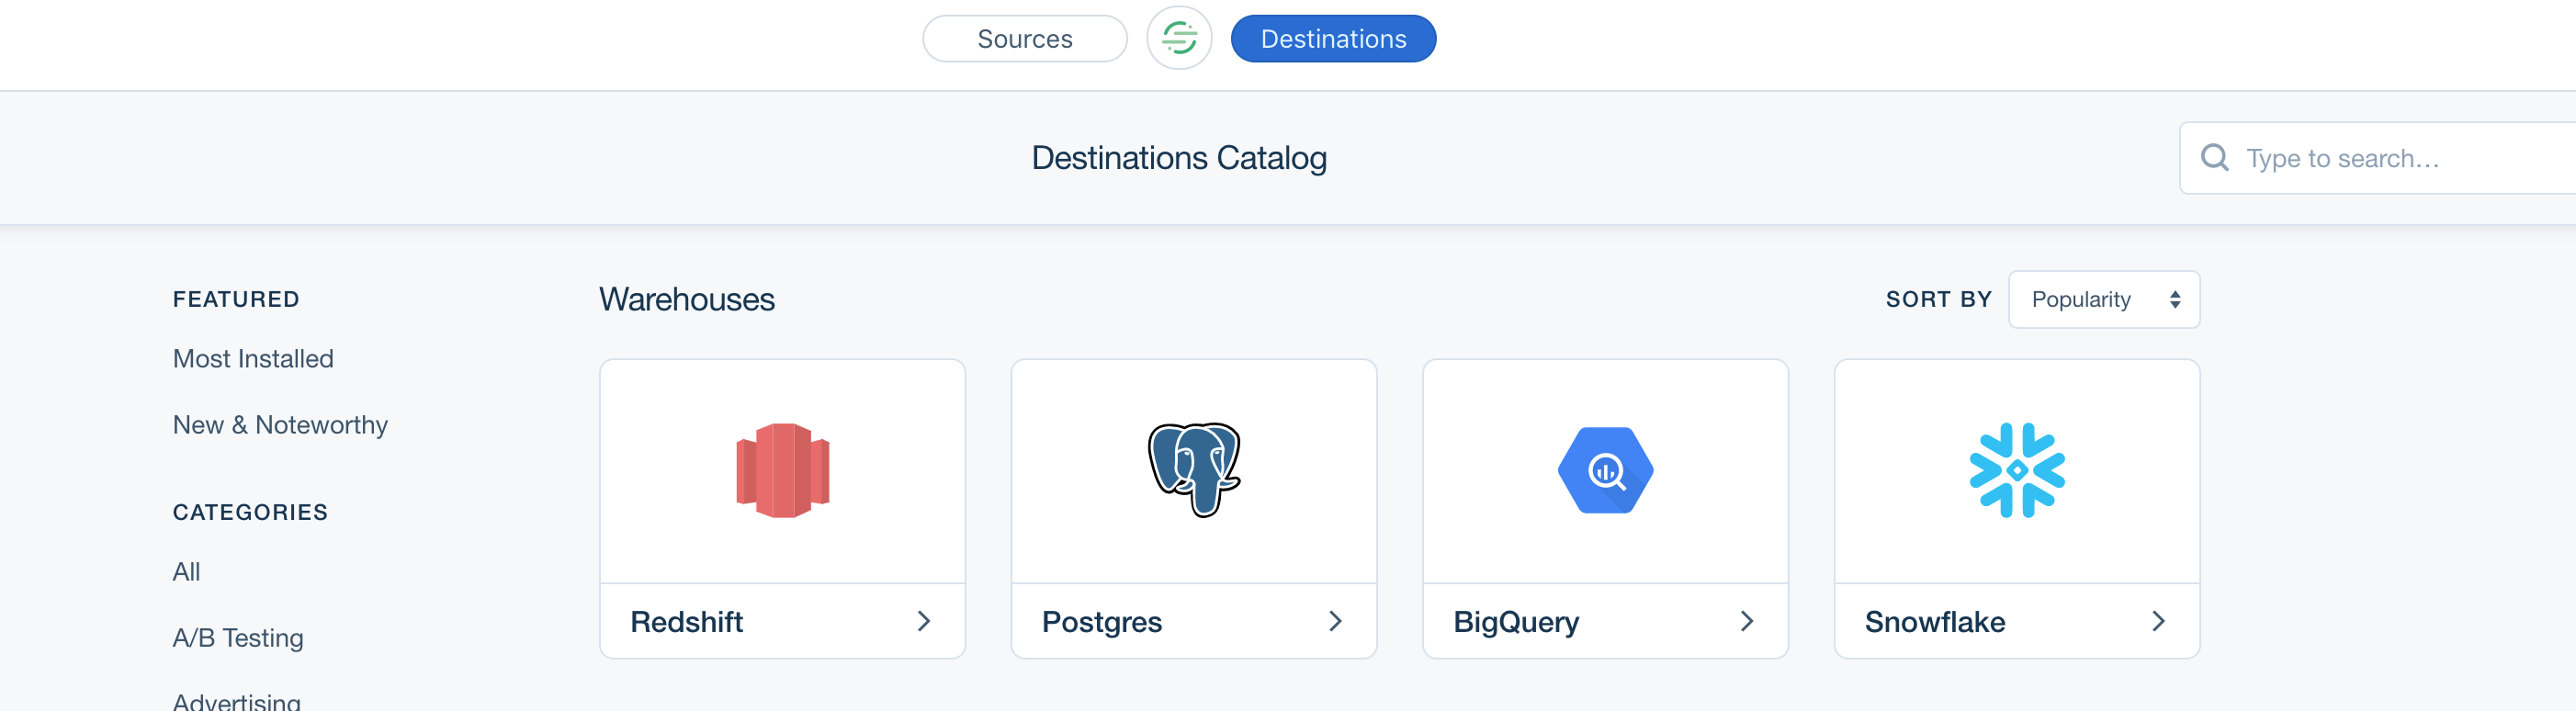 Sources
Destinations
Destinations Catalog
Type to search...
FEATURED
Most Installed
New & Noteworthy
CATEGORIES
All
A/B Testing
Advertising
Warehouses
SORT BY
Popularity
Redshift
Postgres
BigQuery
Snowflake